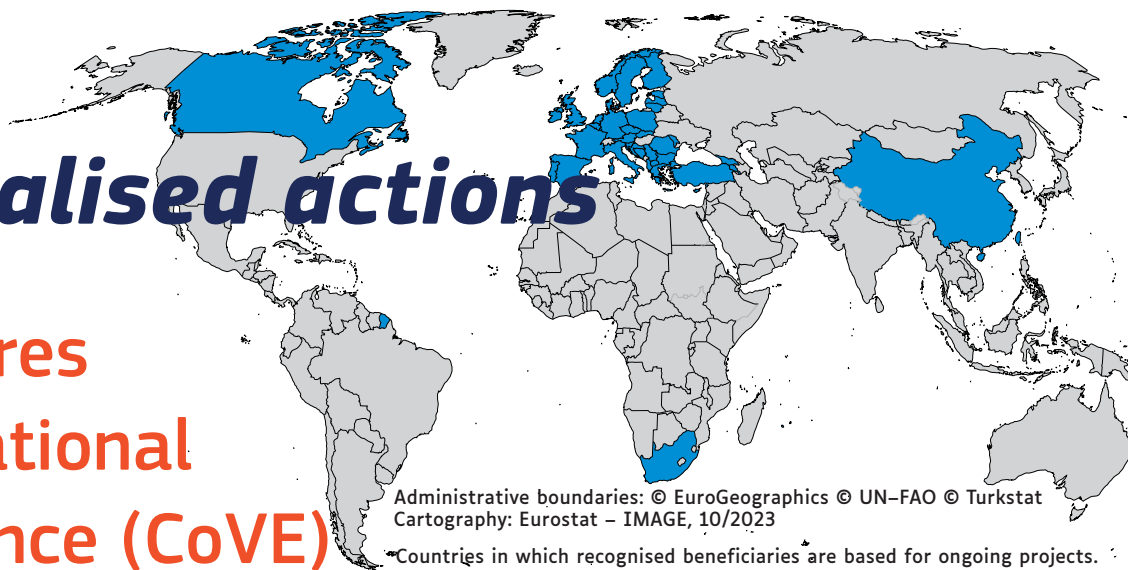 alised actions
res
ational
nce (CoVE)
Administrative boundaries: © EuroGeographics © UN–FAO © Turkstat
Cartography: Eurostat – IMAGE, 10/2023
Countries in which recognised beneficiaries are based for ongoing projects.